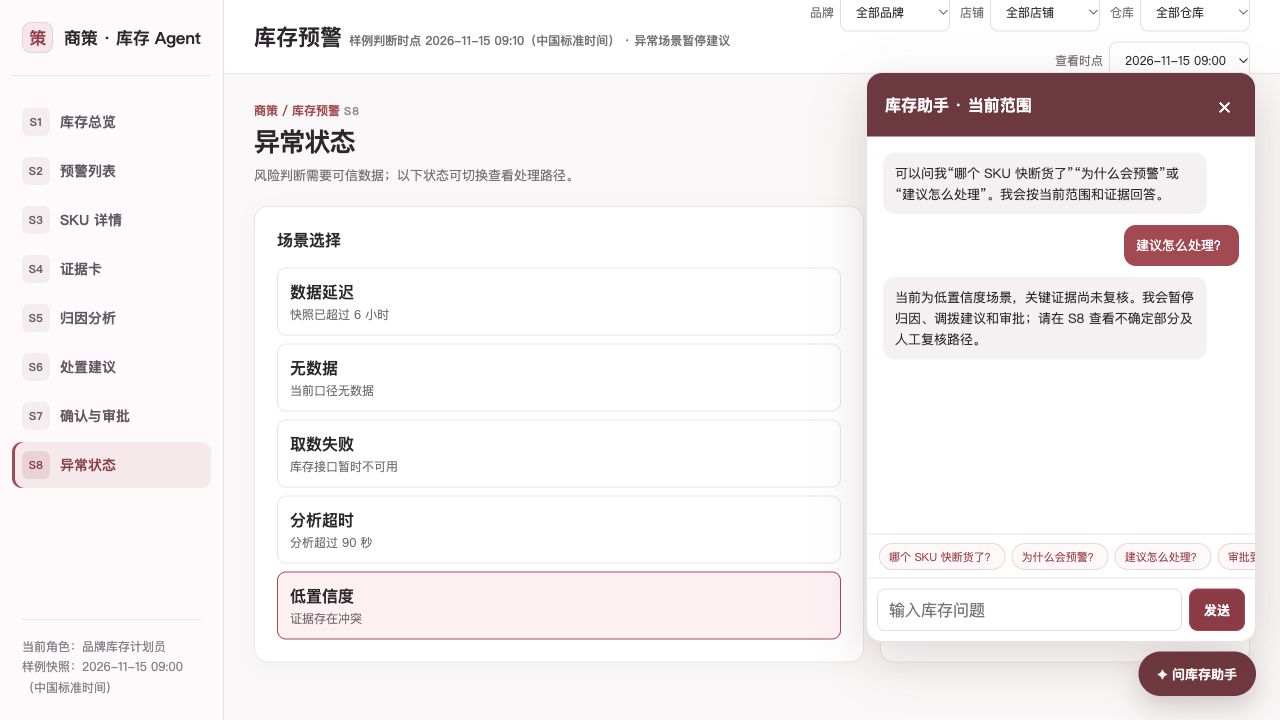 策 商策 · 库存 Agent
S1 库存总览
S2 预警列表
S3 SKU 详情
S4 证据卡
S5 归因分析
S6 处置建议
S7 确认与审批
S8 异常状态
当前角色：品牌库存计划员
样例快照：2026-11-15 09:00
（中国标准时间）
库存预警 样例判断时点 2026-11-15 09:10（中国标准时间） · 异常场景暂停建议
品牌 全部品牌 店铺 全部店铺 仓库 全部仓库
查看时点 2026-11-15 09:00
商策 / 库存预警 S8
异常状态
风险判断需要可信数据；以下状态可切换查看处理路径。
场景选择
数据延迟
快照已超过 6 小时
无数据
当前口径无数据
取数失败
库存接口暂时不可用
分析超时
分析超过 90 秒
低置信度
证据存在冲突
库存助手 · 当前范围 ×
可以问我“哪个 SKU 快断货了”“为什么会预警”或
“建议怎么处理”。我会按当前范围和证据回答。
建议怎么处理？
当前为低置信度场景，关键证据尚未复核。我会暂停
归因、调拨建议和审批；请在 S8 查看不确定部分及
人工复核路径。
哪个 SKU 快断货了？ 为什么会预警？ 建议怎么处理？ 审批
输入库存问题 发送
✦ 问库存助手